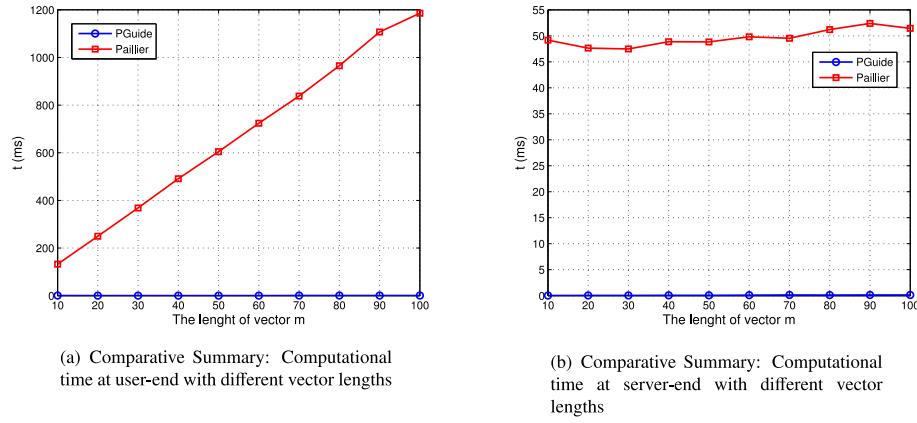 1200
1000
800
600
400
200
0
t (ms)
PGuide
Paillier
10 20 30 40 50 60 70 80 90 100
The lenght of vector m
(a) Comparative Summary: Computational
time at user-end with different vector lengths
55
50
45
40
35
30
25
20
15
10
5
0
t (ms)
PGuide
Paillier
10 20 30 40 50 60 70 80 90 100
The lenght of vector m
(b) Comparative Summary: Computational
time at server-end with different vector
lengths